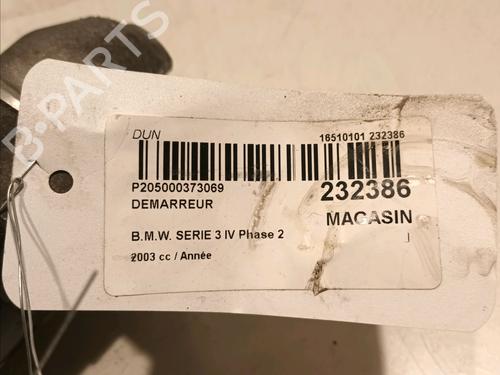 B-PARTS
DUN
16510101 232386
P205000373069
232386
DEMARREUR
MAGASIN
B.M.W. SERIE 3 IV Phase 2
2003 cc / Année